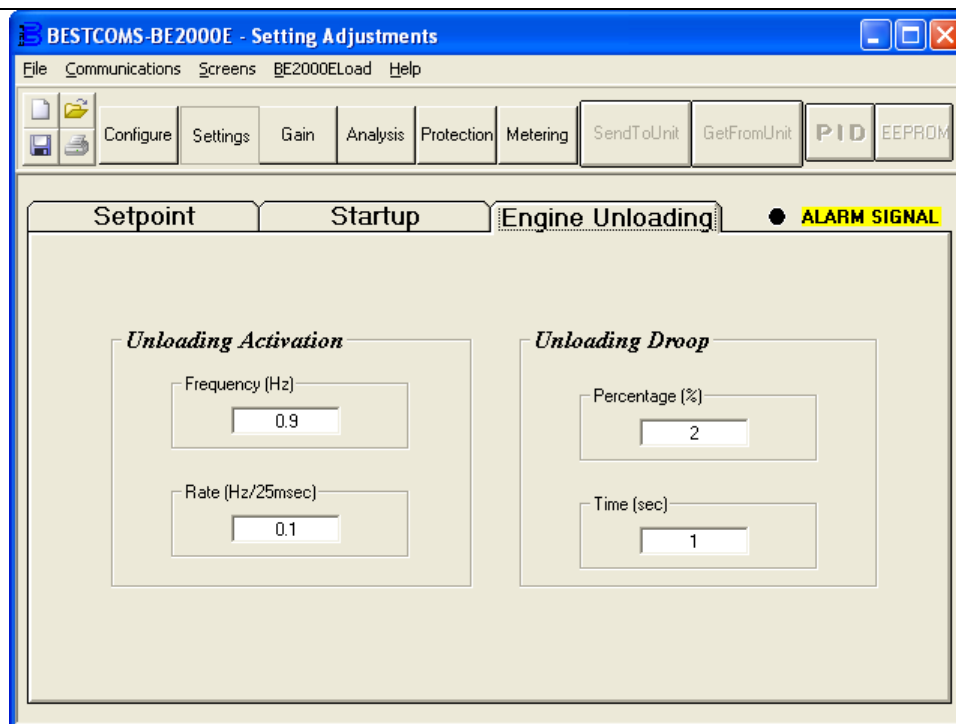 BESTCOMS-BE2000E - Setting Adjustments
File Communications Screens BE2000ELoad Help
Configure Settings Gain Analysis Protection Metering SendToUnit GetFromUnit PID EEPROM
Setpoint Startup Engine Unloading ALARM SIGNAL
Unloading Activation
Frequency (Hz)
0.9
Rate (Hz/25msec)
0.1
Unloading Droop
Percentage (%)
2
Time (sec)
1